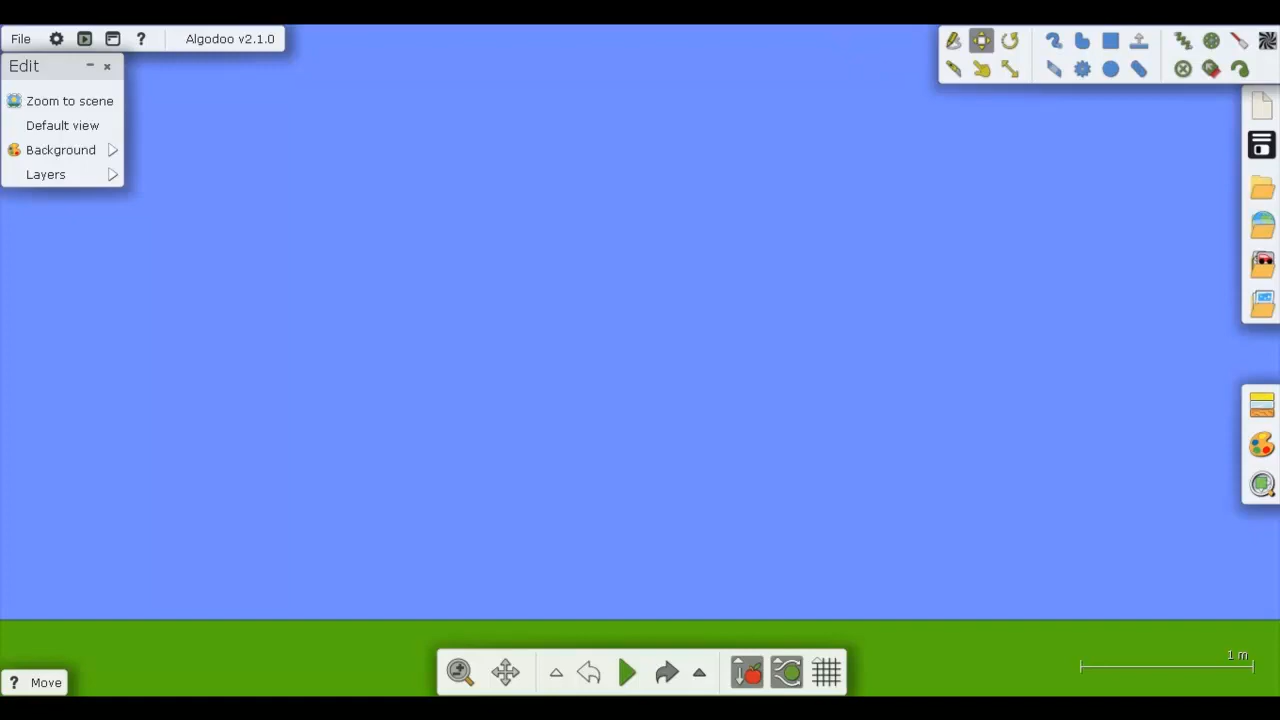 File ? Algodoo v2.1.0
Edit
Zoom to scene
Default view
Background
Layers
1 m
? Move